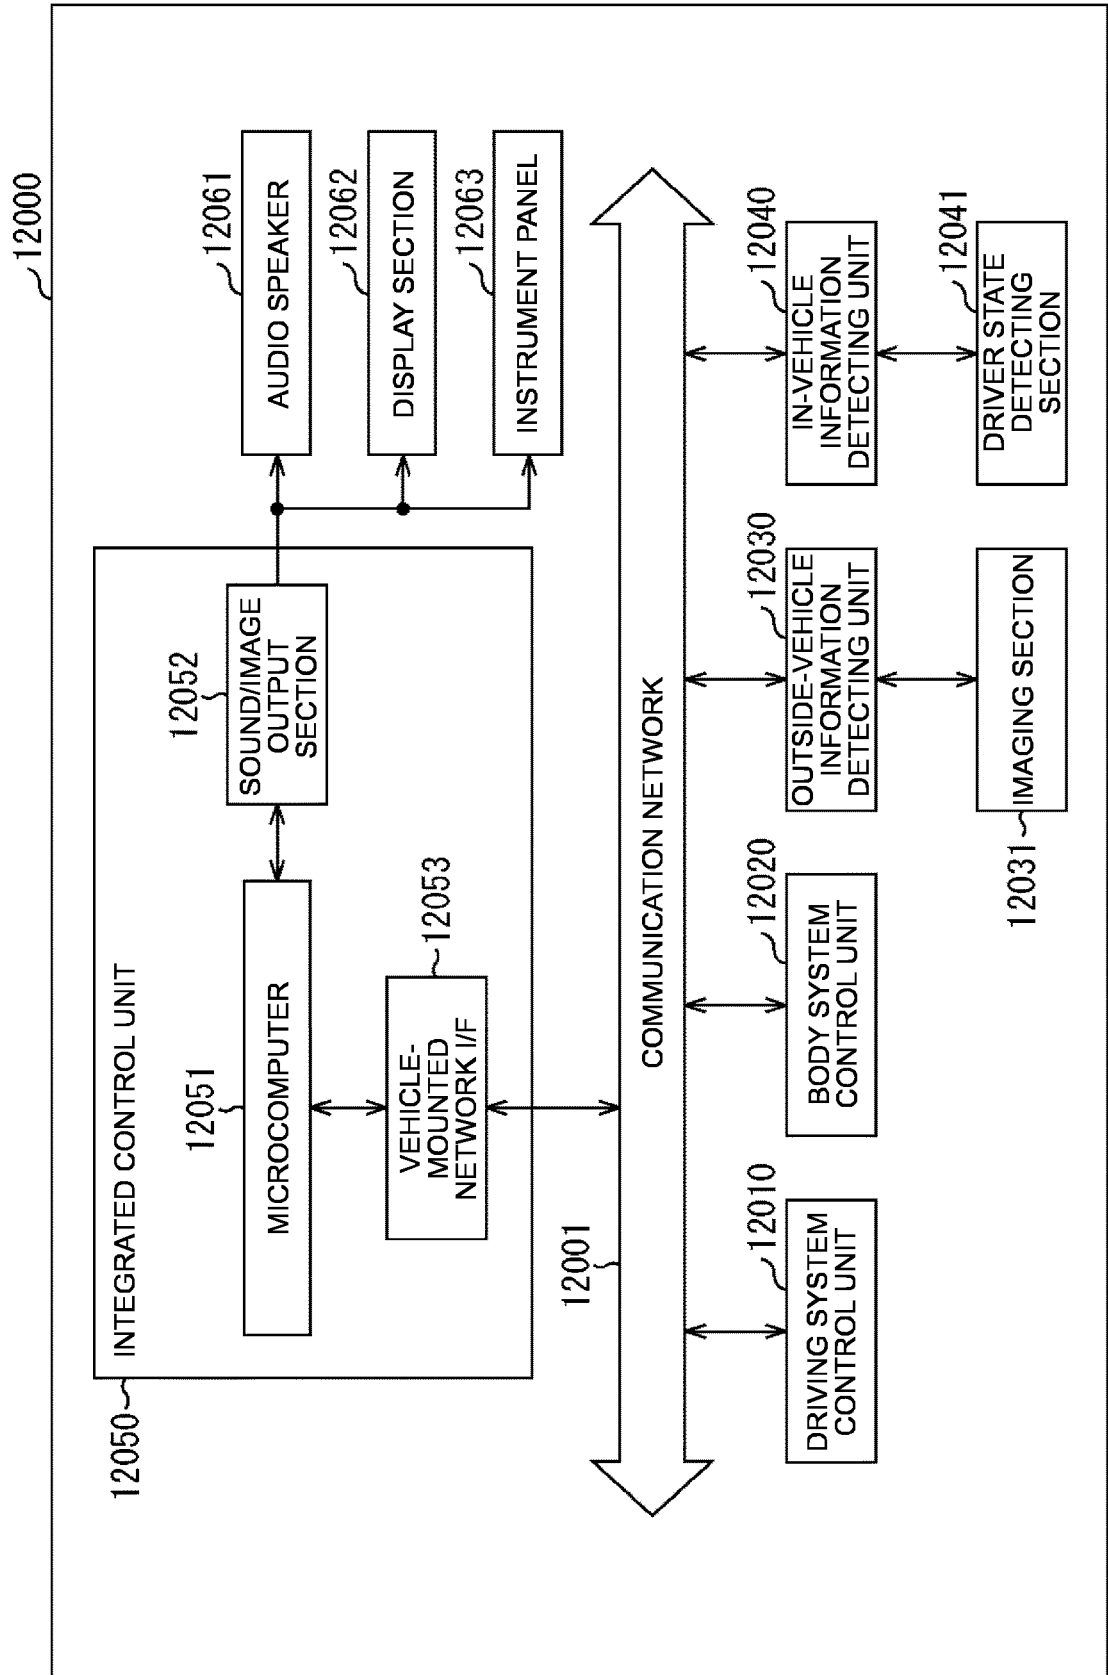 12000
12050
INTEGRATED CONTROL UNIT
12051
MICROCOMPUTER
12052
SOUND/IMAGE
OUTPUT
SECTION
12061
AUDIO SPEAKER
12062
DISPLAY SECTION
12063
INSTRUMENT PANEL
12053
VEHICLE-
MOUNTED
NETWORK I/F
12001
COMMUNICATION NETWORK
12010
DRIVING SYSTEM
CONTROL UNIT
12020
BODY SYSTEM
CONTROL UNIT
12030
OUTSIDE-VEHICLE
INFORMATION
DETECTING UNIT
12040
IN-VEHICLE
INFORMATION
DETECTING UNIT
12031
IMAGING SECTION
12041
DRIVER STATE
DETECTING
SECTION